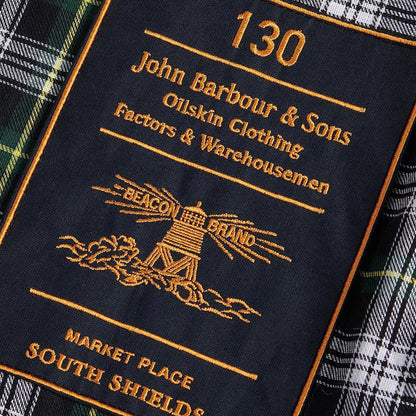 130
John Barbour & Sons
Oilskin Clothing
Factors & Warehousemen
BEACON BRAND
MARKET PLACE
SOUTH SHIELDS